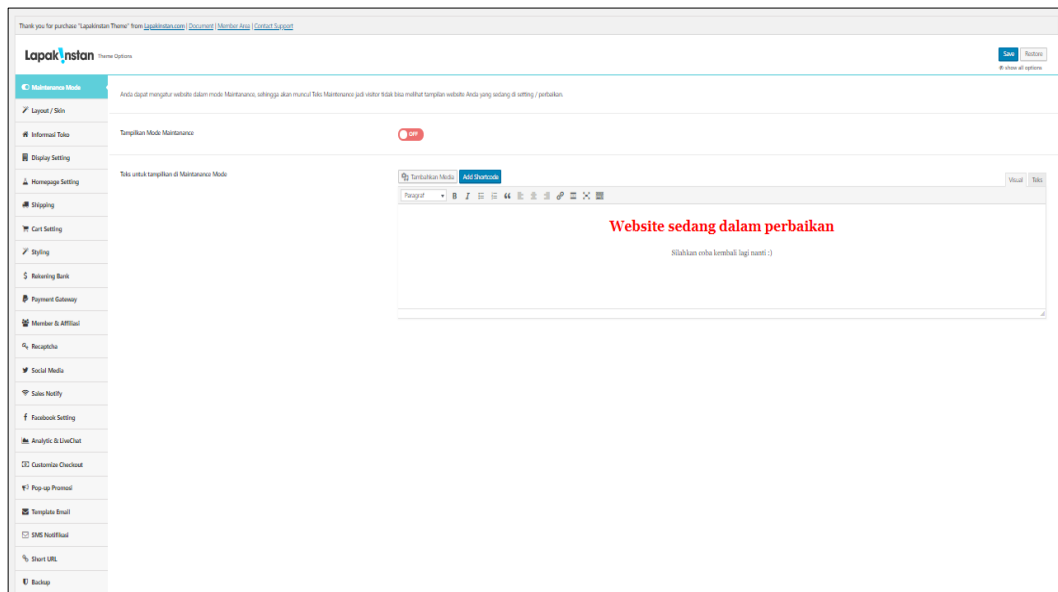 Thank you for purchase "Lapakinstan Theme" from Lapakinstan.com | Document | Member Area | Contact Support
Lapak!nstan Theme Options
Save Restore
show all options
Maintenance Mode
Layout / Skin
Informasi Toko
Display Setting
Homepage Setting
Shipping
Cart Setting
Styling
Rekening Bank
Payment Gateway
Member & Affiliasi
Recaptcha
Social Media
Sales Notify
Facebook Setting
Analytic & LiveChat
Customize Checkout
Pop-up Promosi
Template Email
SMS Notifikasi
Short URL
Backup
Anda dapat mengatur website dalam mode Maintanance, sehingga akan muncul Teks Maintenance jadi visitor tidak bisa melihat tampilan website Anda yang sedang di setting / perbaikan.
Tampilkan Mode Maintanance
OFF
Teks untuk tampilkan di Maintanance Mode
Tambahkan Media Add Shortcode
Visual Teks
Paragraf
Website sedang dalam perbaikan
Silahkan coba kembali lagi nanti :)